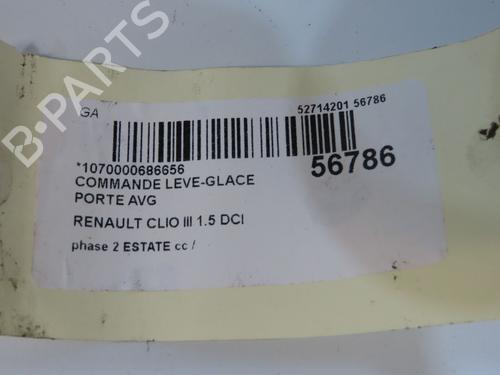 B-PARTS
GA
52714201 56786
56786
*1070000686656
COMMANDE LEVE-GLACE
PORTE AVG
RENAULT CLIO III 1.5 DCI
phase 2 ESTATE cc /